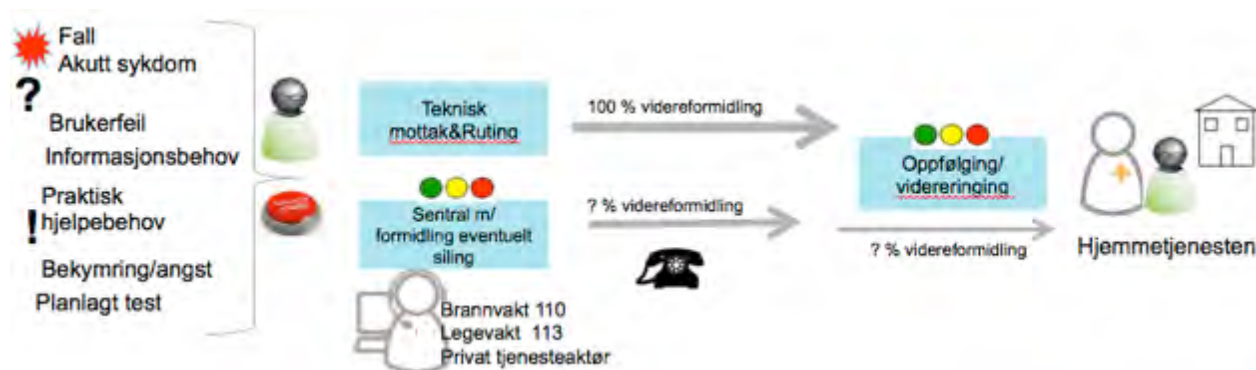 Fall
Akutt sykdom
?
Brukerfeil
Informasjonsbehov
Praktisk
! hjelpebehov
Bekymring/angst
Planlagt test
Teknisk
mottak&Ruting
100 % videreformidling
Sentral m/
formidling eventuelt
siling
? % videreformidling
Brannvakt 110
Legevakt 113
Privat tjenesteaktør
Oppfølging/
videreringing
? % videreformidling
Hjemmetjenesten